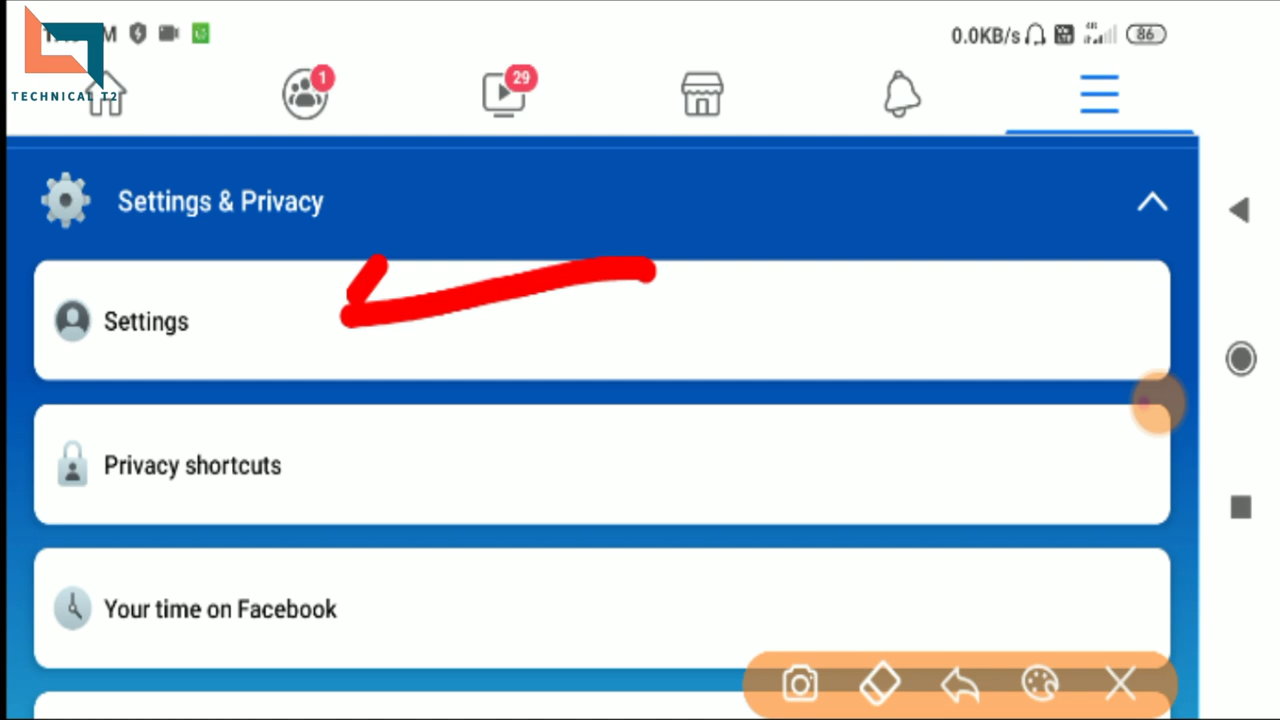 0.0KB/s
86
TECHNICAL T2
1
29
Settings & Privacy
Settings
Privacy shortcuts
Your time on Facebook